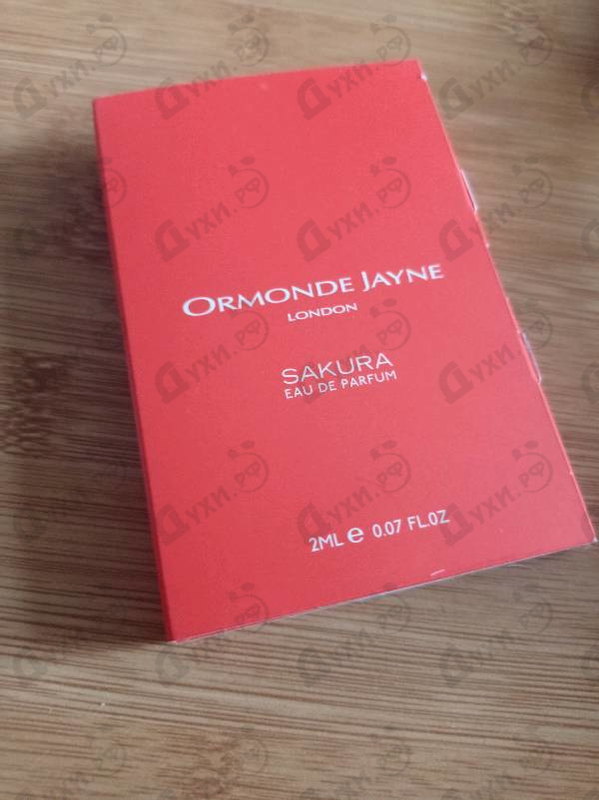 ORMONDE JAYNE
LONDON
SAKURA
EAU DE PARFUM
2ML e 0.07 FL.OZ
Духи.РФ